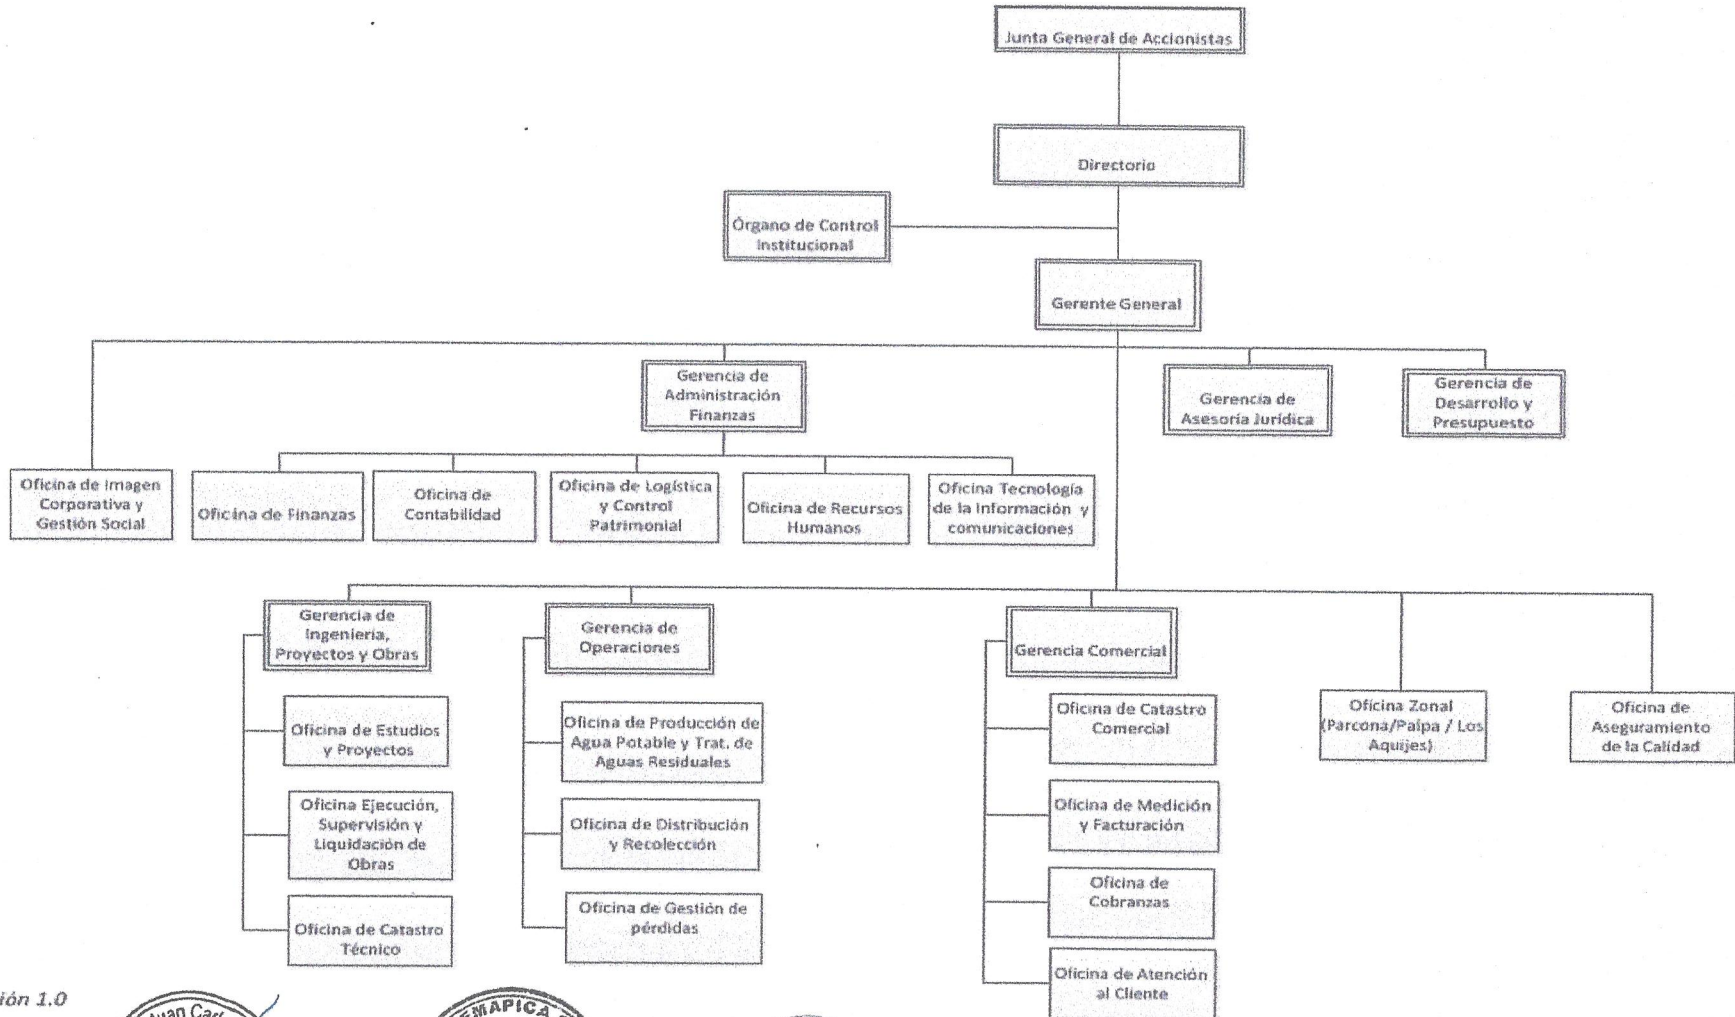 Junta General de Accionistas
Directorio
Órgano de Control
Institucional
Gerente General
Gerencia de
Administración
Finanzas
Gerencia de
Asesoría Jurídica
Gerencia de
Desarrollo y
Presupuesto
Oficina de Imagen
Corporativa y
Gestión Social
Oficina de Finanzas
Oficina de
Contabilidad
Oficina de Logística
y Control
Patrimonial
Oficina de Recursos
Humanos
Oficina Tecnología
de la Información y
comunicaciones
Gerencia de
Ingeniería,
Proyectos y Obras
Oficina de Estudios
y Proyectos
Oficina Ejecución,
Supervisión y
Liquidación de
Obras
Oficina de Catastro
Técnico
Gerencia de
Operaciones
Oficina de Producción de
Agua Potable y Trat. de
Aguas Residuales
Oficina de Distribución
y Recolección
Oficina de Gestión de
pérdidas
Gerencia Comercial
Oficina de Catastro
Comercial
Oficina de Medición
y Facturación
Oficina de
Cobranzas
Oficina de Atención
al Cliente
Oficina Zonal
(Parcona/Palpa / Los
Aquijes)
Oficina de
Aseguramiento
de la Calidad
ión 1.0
Juan Car
EMAPICA